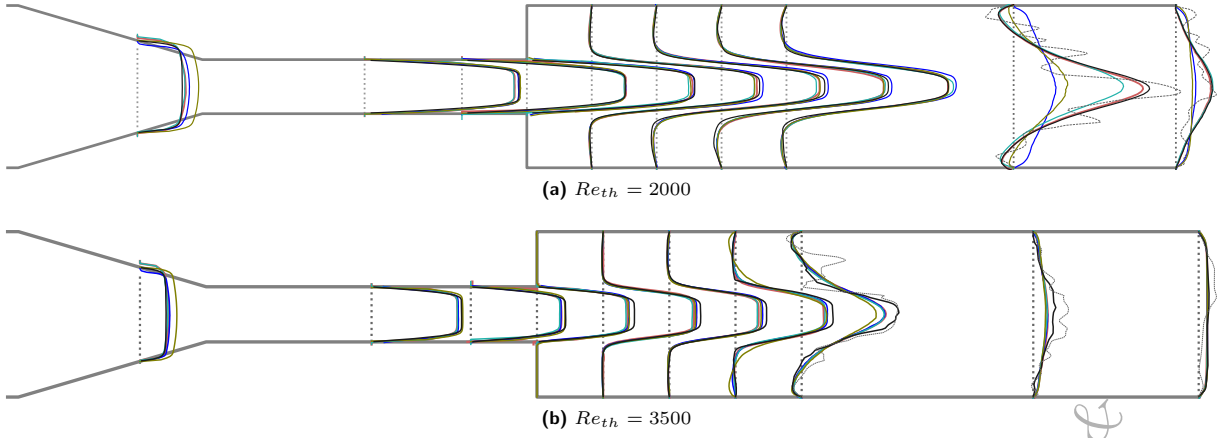 (a) Re_th = 2000
(b) Re_th = 3500
&